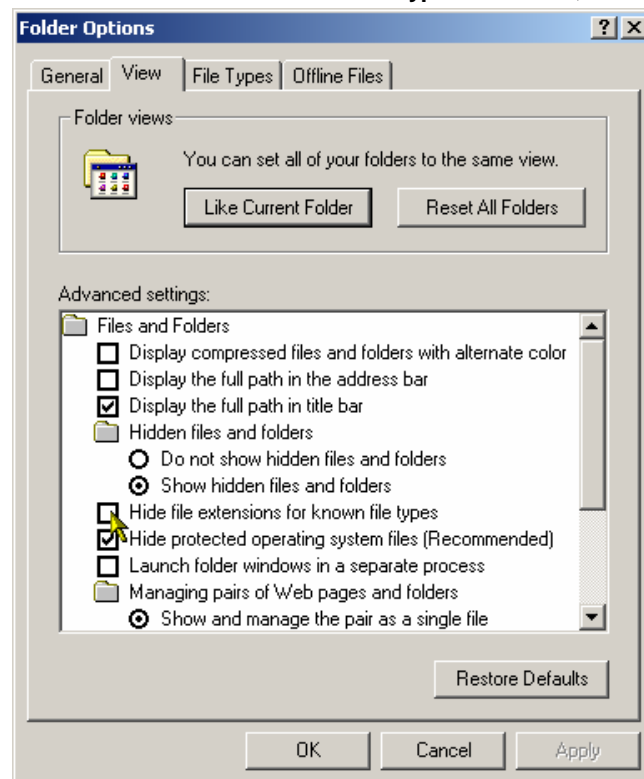 Folder Options
General View File Types Offline Files
Folder views
You can set all of your folders to the same view.
Like Current Folder Reset All Folders
Advanced settings:
Files and Folders
Display compressed files and folders with alternate color
Display the full path in the address bar
Display the full path in title bar
Hidden files and folders
Do not show hidden files and folders
Show hidden files and folders
Hide file extensions for known file types
Hide protected operating system files (Recommended)
Launch folder windows in a separate process
Managing pairs of Web pages and folders
Show and manage the pair as a single file
Restore Defaults
OK Cancel Apply